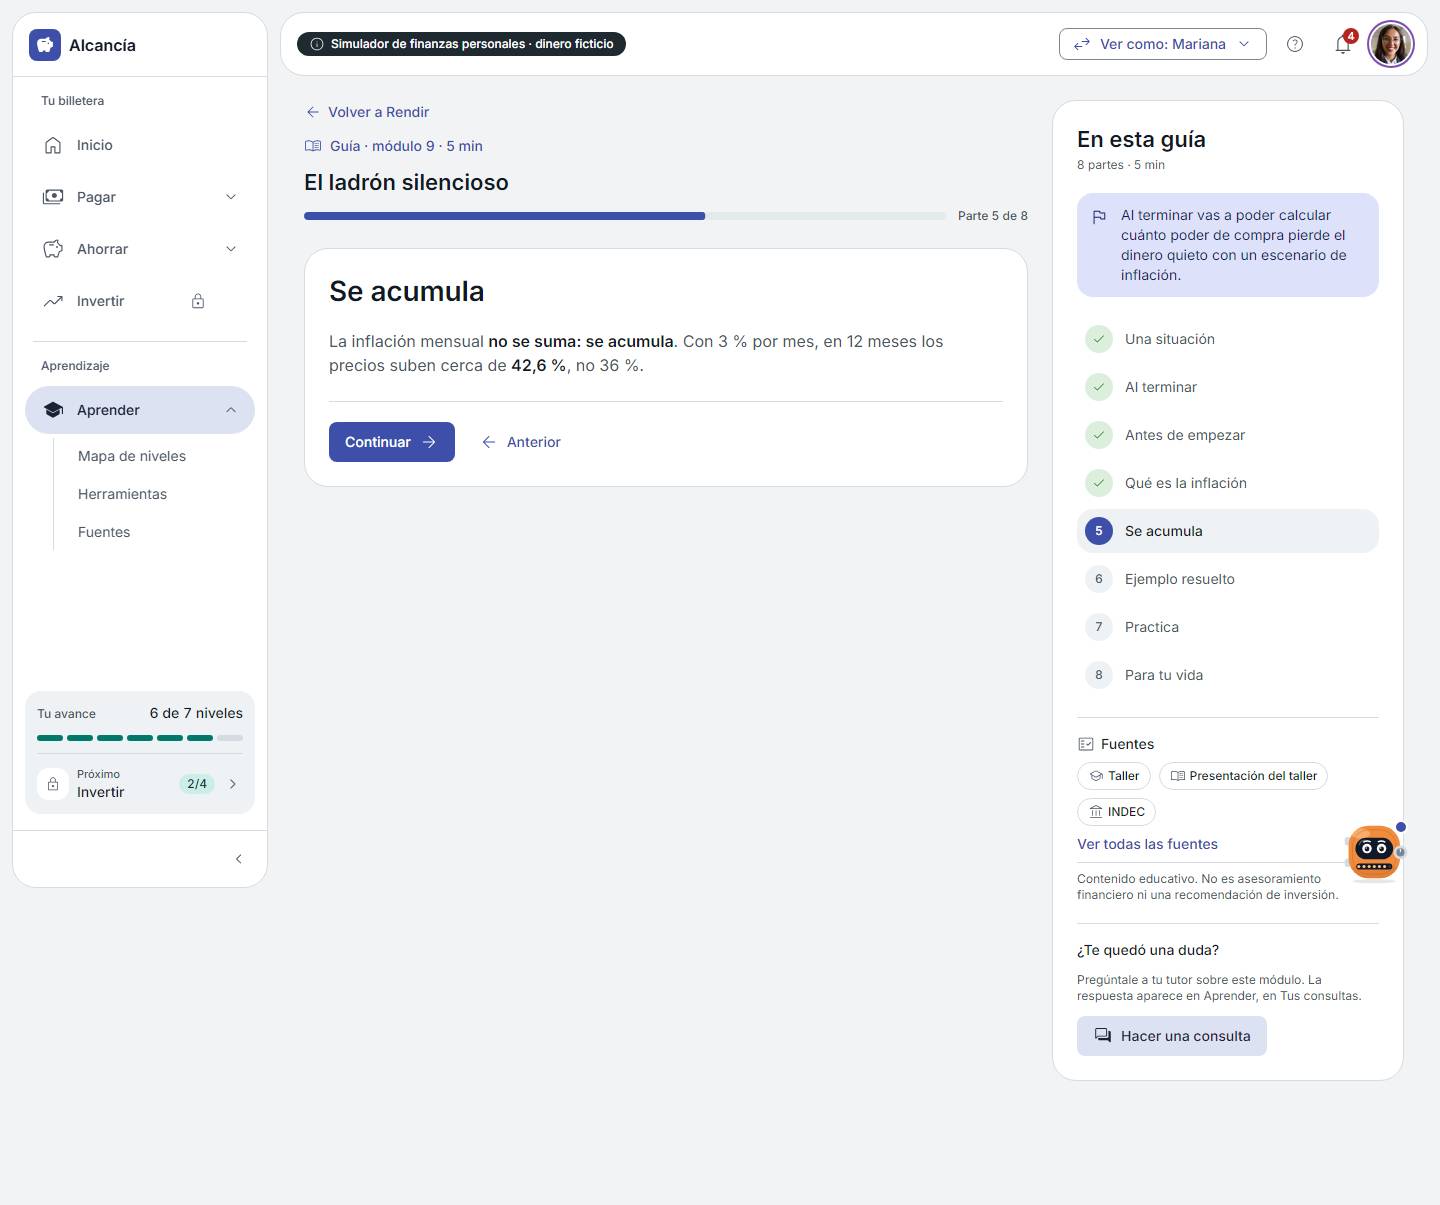 Alcancía
Simulador de finanzas personales · dinero ficticio
Ver como: Mariana
4
Tu billetera
Inicio
Pagar
Ahorrar
Invertir
Aprendizaje
Aprender
Mapa de niveles
Herramientas
Fuentes
Tu avance
6 de 7 niveles
Próximo
Invertir
2/4
Volver a Rendir
Guía · módulo 9 · 5 min
El ladrón silencioso
Parte 5 de 8
Se acumula
La inflación mensual no se suma: se acumula. Con 3 % por mes, en 12 meses los
precios suben cerca de 42,6 %, no 36 %.
Continuar
Anterior
En esta guía
8 partes · 5 min
Al terminar vas a poder calcular
cuánto poder de compra pierde el
dinero quieto con un escenario de
inflación.
Una situación
Al terminar
Antes de empezar
Qué es la inflación
5 Se acumula
6 Ejemplo resuelto
7 Practica
8 Para tu vida
Fuentes
Taller
Presentación del taller
INDEC
Ver todas las fuentes
Contenido educativo. No es asesoramiento
financiero ni una recomendación de inversión.
¿Te quedó una duda?
Pregúntale a tu tutor sobre este módulo. La
respuesta aparece en Aprender, en Tus consultas.
Hacer una consulta